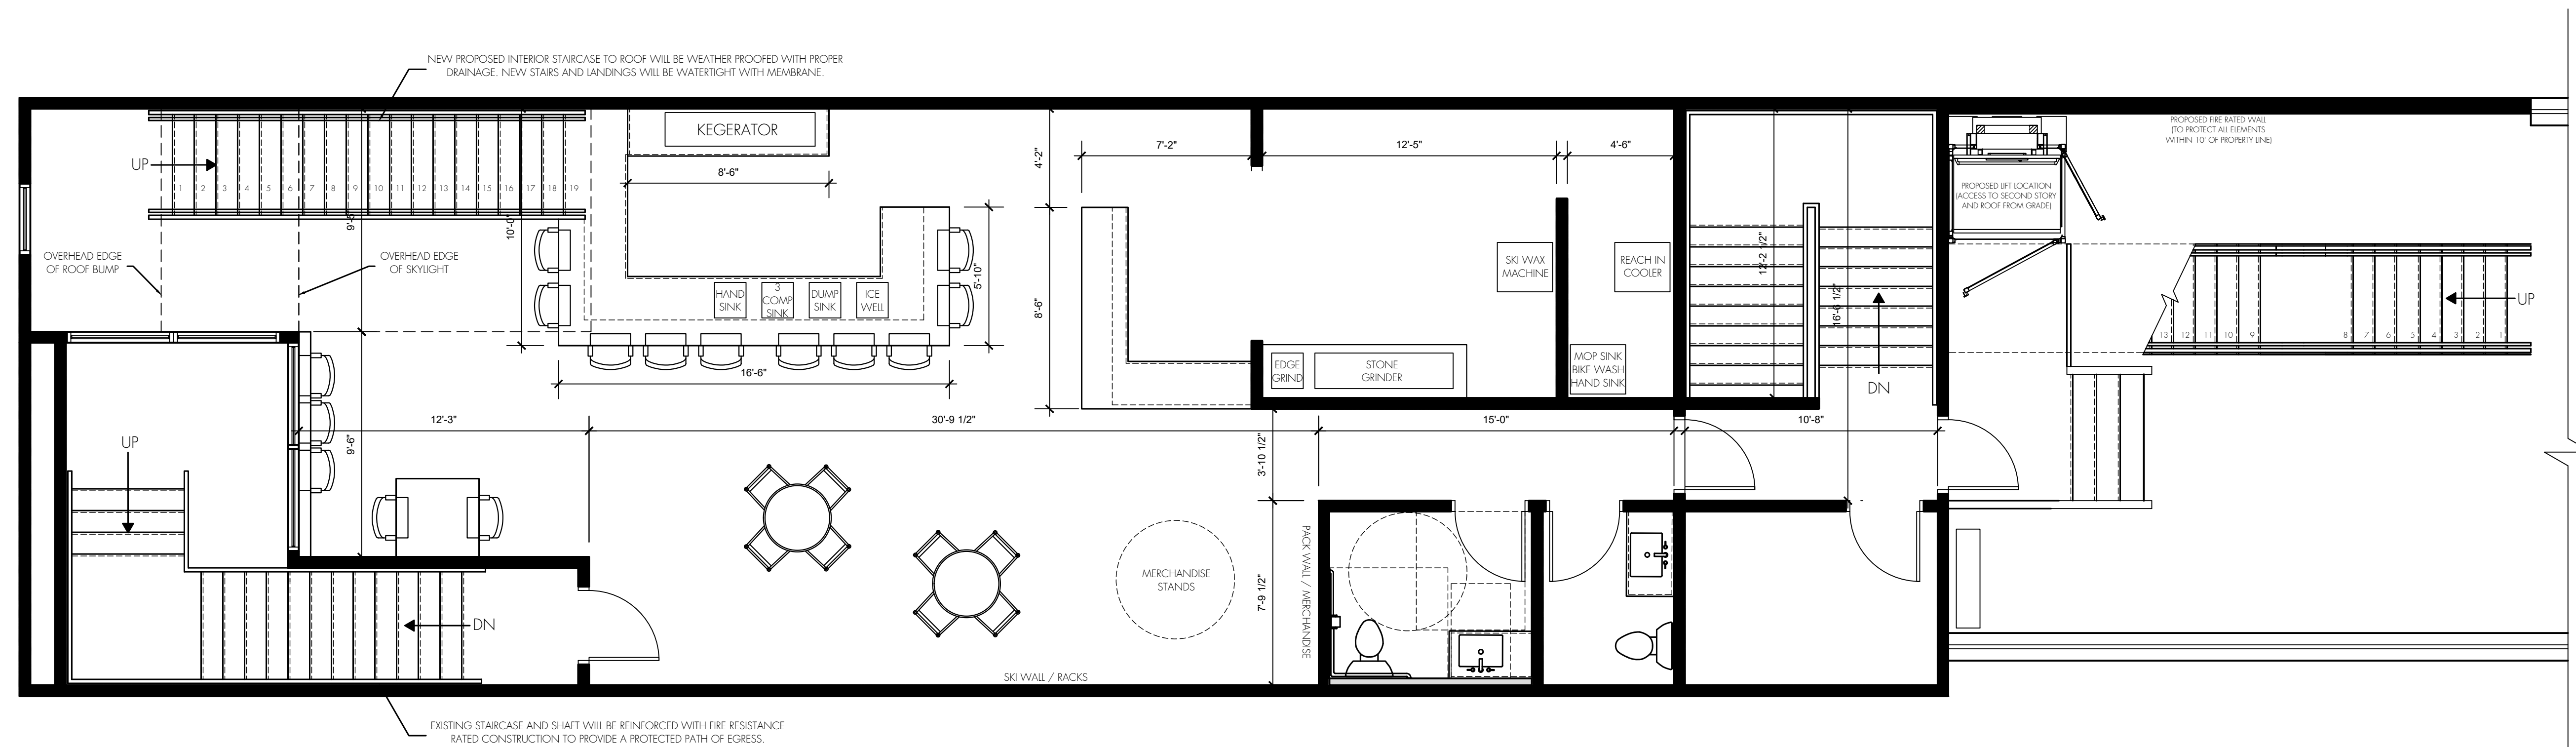 NEW PROPOSED INTERIOR STAIRCASE TO ROOF WILL BE WEATHER PROOFED WITH PROPER
DRAINAGE. NEW STAIRS AND LANDINGS WILL BE WATERTIGHT WITH MEMBRANE.
UP
1 2 3 4 5 6 7 8 9 10 11 12 13 14 15 16 17 18 19
OVERHEAD EDGE
OF ROOF BUMP
OVERHEAD EDGE
OF SKYLIGHT
9'-5"
10'-0"
KEGERATOR
8'-6"
HAND
SINK
3
COMP
SINK
DUMP
SINK
ICE
WELL
5'-10"
16'-6"
4'-2"
8'-6"
7'-2"
12'-5"
4'-6"
SKI WAX
MACHINE
REACH IN
COOLER
EDGE
GRIND
STONE
GRINDER
MOP SINK
BIKE WASH
HAND SINK
12'-2 1/2"
16'-6 1/2"
DN
PROPOSED LIFT LOCATION
(ACCESS TO SECOND STORY
AND ROOF FROM GRADE)
PROPOSED FIRE RATED WALL
(TO PROTECT ALL ELEMENTS
WITHIN 10' OF PROPERTY LINE)
UP
13 12 11 10 9 8 7 6 5 4 3 2 1
12'-3"
30'-9 1/2"
15'-0"
10'-8"
9'-6"
UP
DN
3'-10 1/2"
7'-9 1/2"
MERCHANDISE
STANDS
PACK WALL / MERCHANDISE
SKI WALL / RACKS
EXISTING STAIRCASE AND SHAFT WILL BE REINFORCED WITH FIRE RESISTANCE
RATED CONSTRUCTION TO PROVIDE A PROTECTED PATH OF EGRESS.